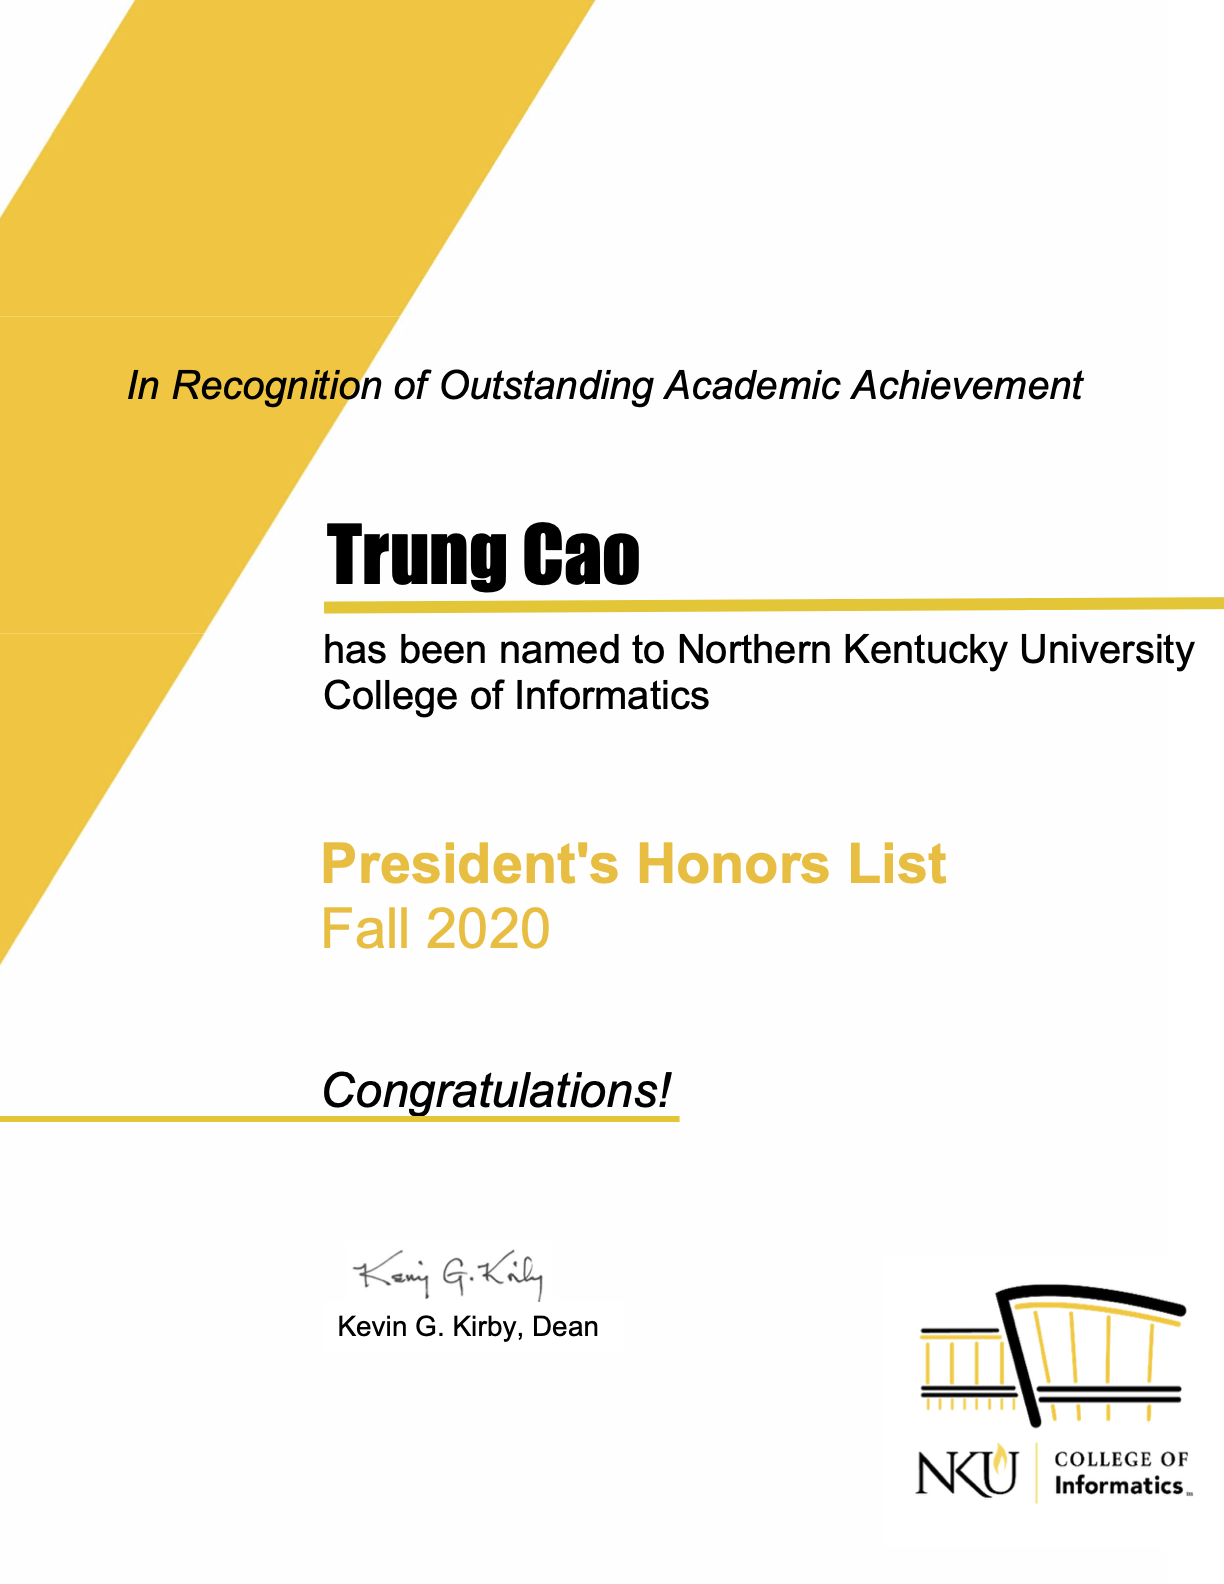 In Recognition of Outstanding Academic Achievement
Trung Cao
has been named to Northern Kentucky University
College of Informatics
President's Honors List
Fall 2020
Congratulations!
Kevin G. Kirby
Kevin G. Kirby, Dean
NKU
COLLEGE OF
Informatics